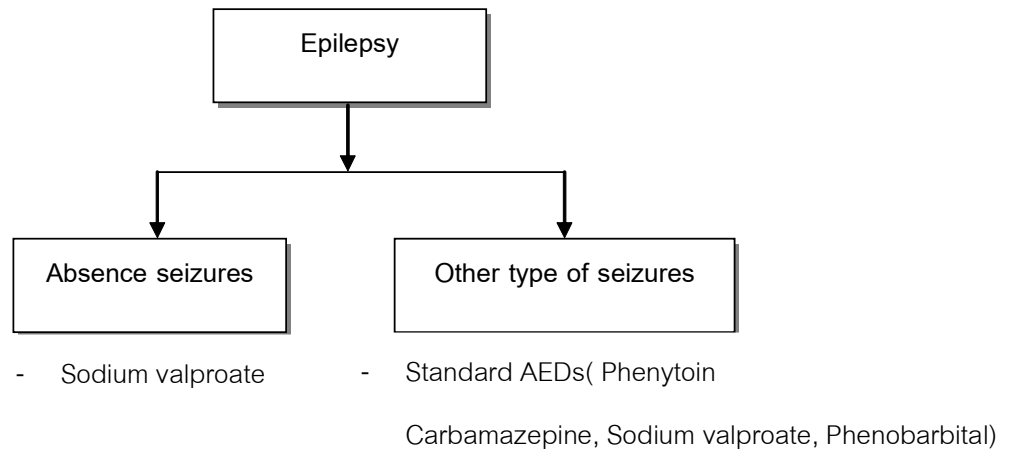 Epilepsy
Absence seizures
Other type of seizures
- Sodium valproate
- Standard AEDs( Phenytoin
Carbamazepine, Sodium valproate, Phenobarbital)